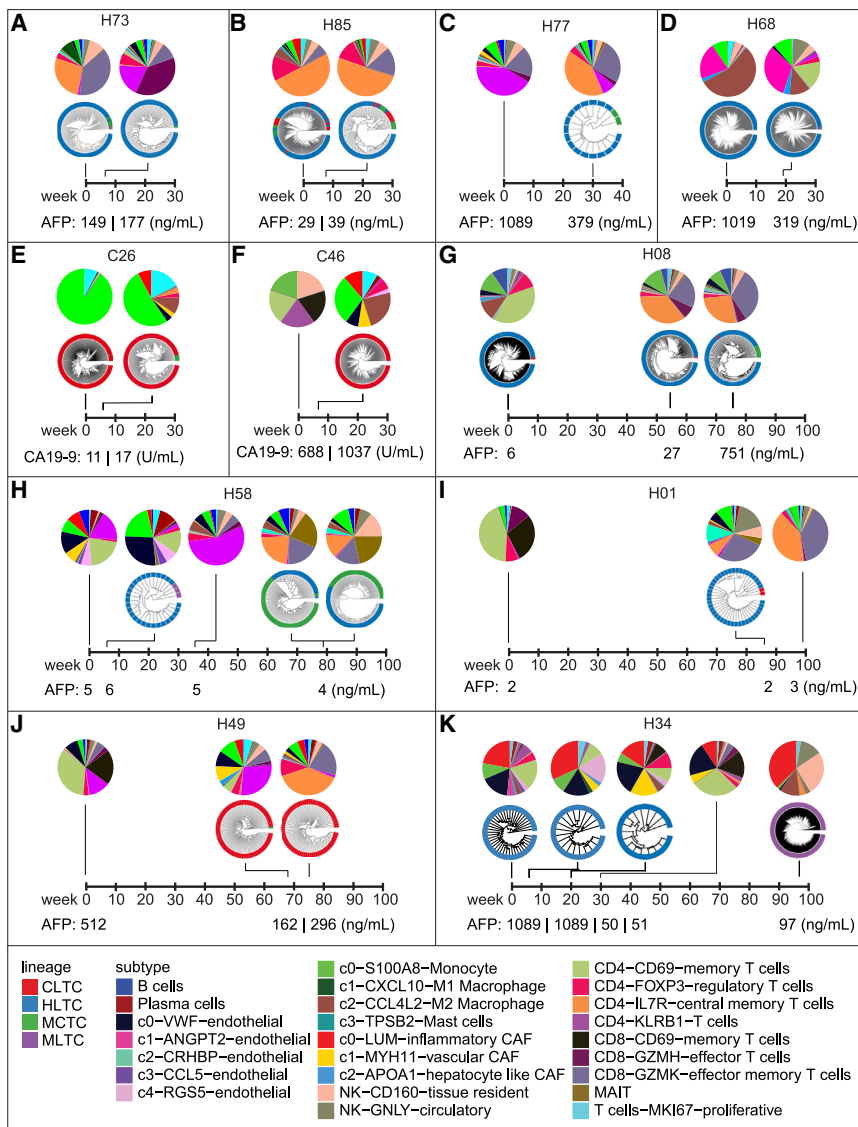 A H73
week 0 10 20 30
AFP: 149 | 177 (ng/mL)
B H85
week 0 10 20 30
AFP: 29 | 39 (ng/mL)
C H77
week 0 10 20 30 40
AFP: 1089 379 (ng/mL)
D H68
week 0 10 20 30
AFP: 1019 319 (ng/mL)
E C26
week 0 10 20 30
CA19-9: 11 | 17 (U/mL)
F C46
week 0 10 20 30
CA19-9: 688 | 1037 (U/mL)
G H08
week 0 10 20 30 40 50 60 70 80 90 100
AFP: 6 27 751 (ng/mL)
H H58
week 0 10 20 30 40 50 60 70 80 90 100
AFP: 5 6 5 4 (ng/mL)
I H01
week 0 10 20 30 40 50 60 70 80 90 100
AFP: 2 2 3 (ng/mL)
J H49
week 0 10 20 30 40 50 60 70 80 90 100
AFP: 512 162 | 296 (ng/mL)
K H34
week 0 10 20 30 40 50 60 70 80 90 100
AFP: 1089 | 1089 | 50 | 51 97 (ng/mL)
lineage
CLTC
HLTC
MCTC
MLTC
subtype
B cells
Plasma cells
c0−VWF−endothelial
c1−ANGPT2−endothelial
c2−CRHBP−endothelial
c3−CCL5−endothelial
c4−RGS5−endothelial
c0−S100A8−Monocyte
c1−CXCL10−M1 Macrophage
c2−CCL4L2−M2 Macrophage
c3−TPSB2−Mast cells
c0−LUM−inflammatory CAF
c1−MYH11−vascular CAF
c2−APOA1−hepatocyte like CAF
NK−CD160−tissue resident
NK−GNLY−circulatory
CD4−CD69−memory T cells
CD4−FOXP3−regulatory T cells
CD4−IL7R−central memory T cells
CD4−KLRB1−T cells
CD8−CD69−memory T cells
CD8−GZMH−effector T cells
CD8−GZMK−effector memory T cells
MAIT
T cells−MKI67−proliferative